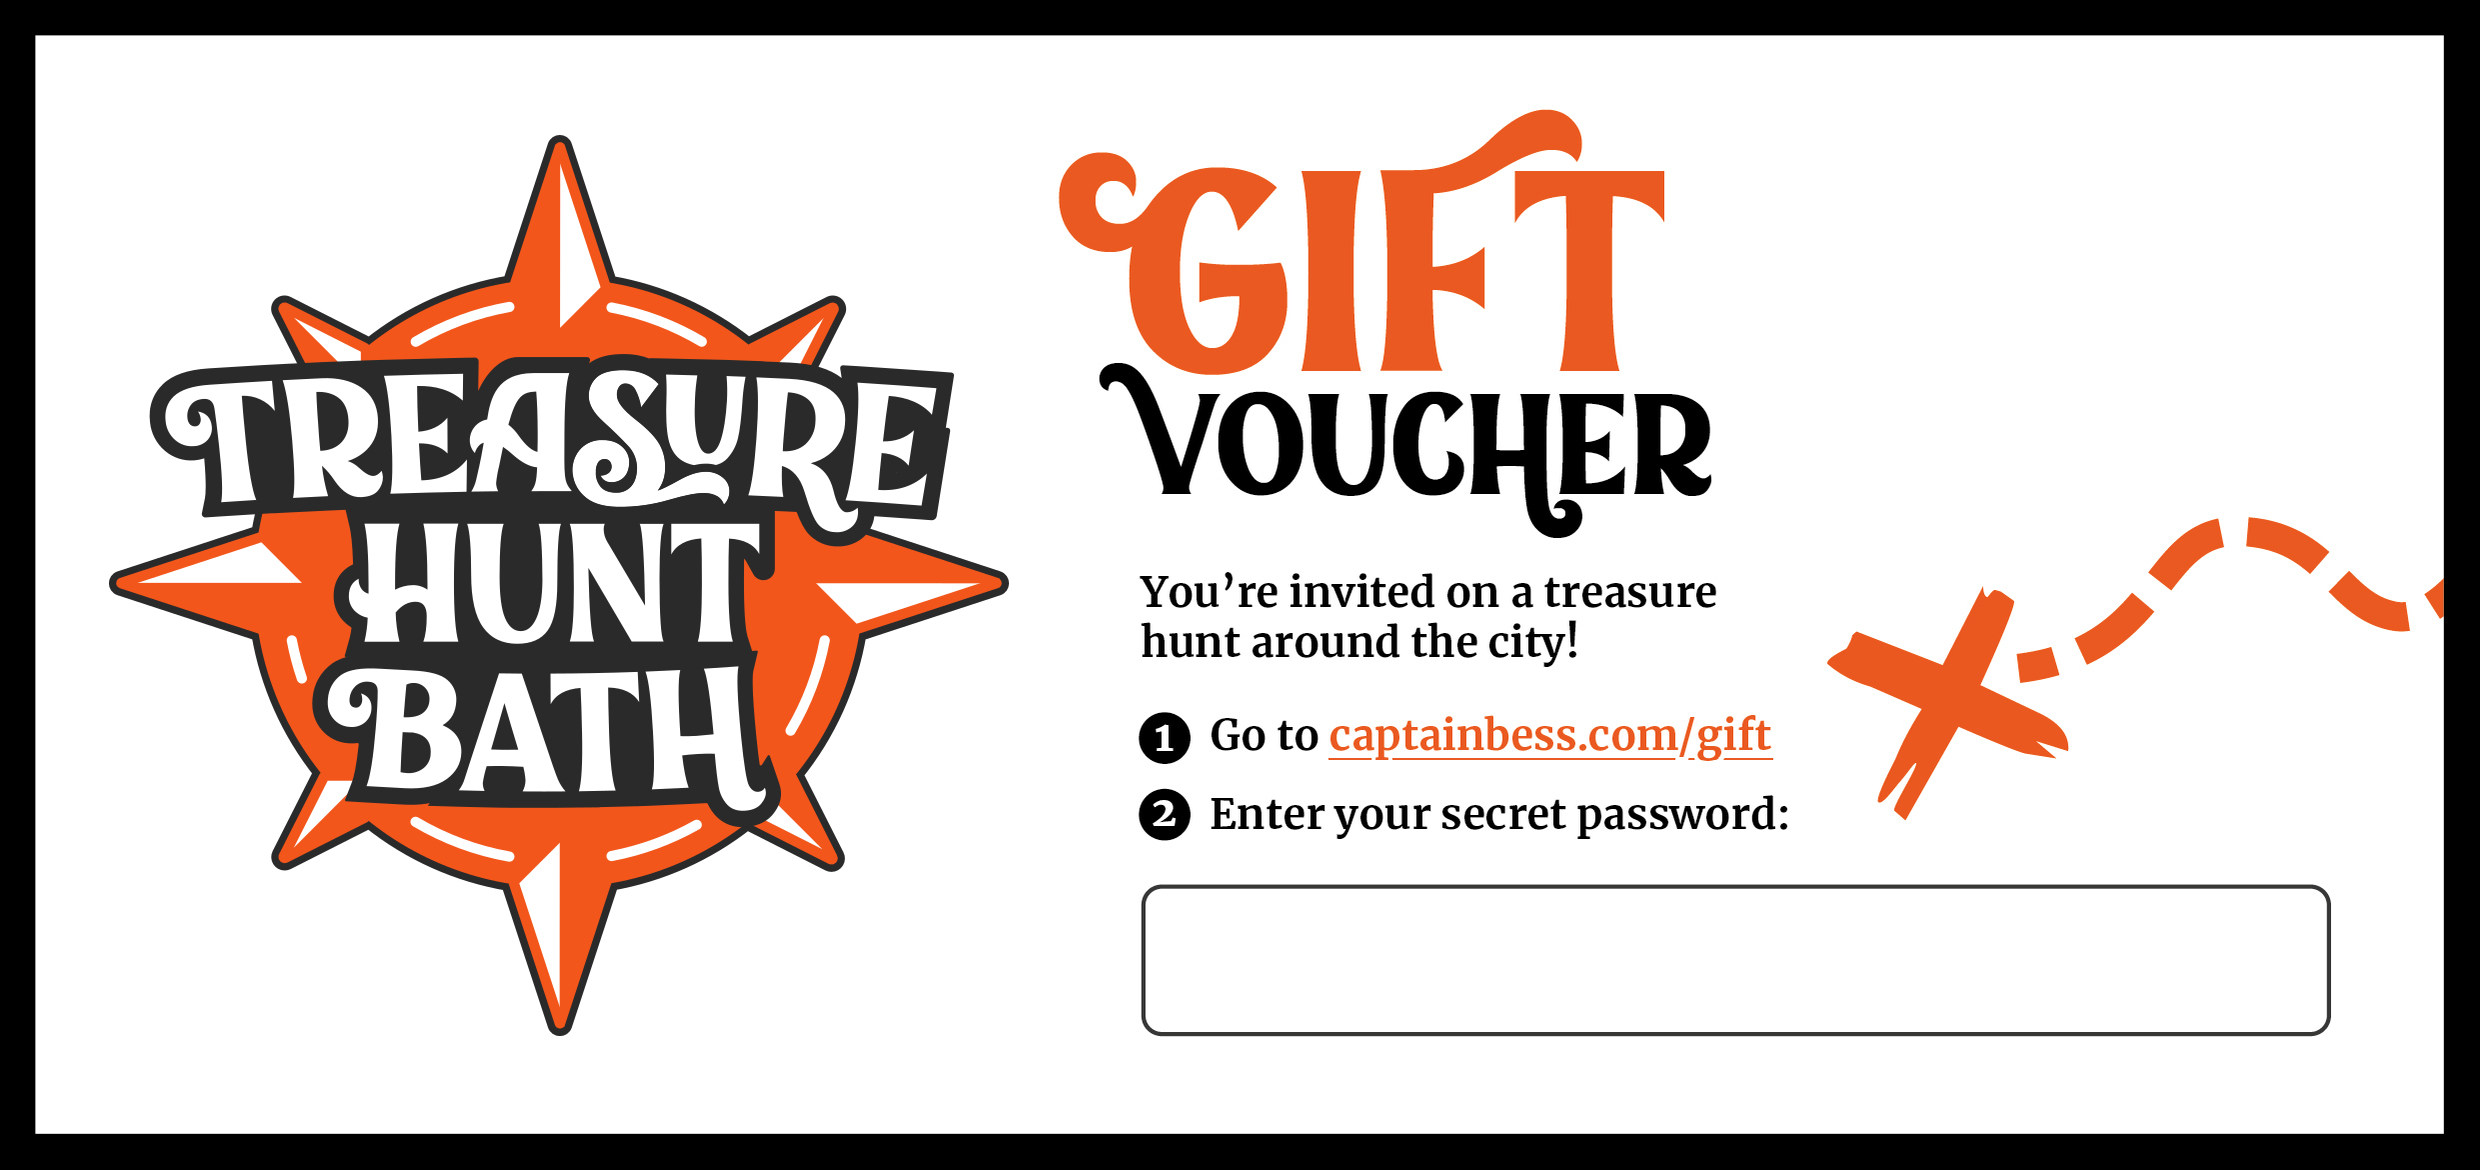 TREASURE
HUNT
BATH
GIFT
VOUCHER
You’re invited on a treasure
hunt around the city!
1 Go to captainbess.com/gift
2 Enter your secret password: